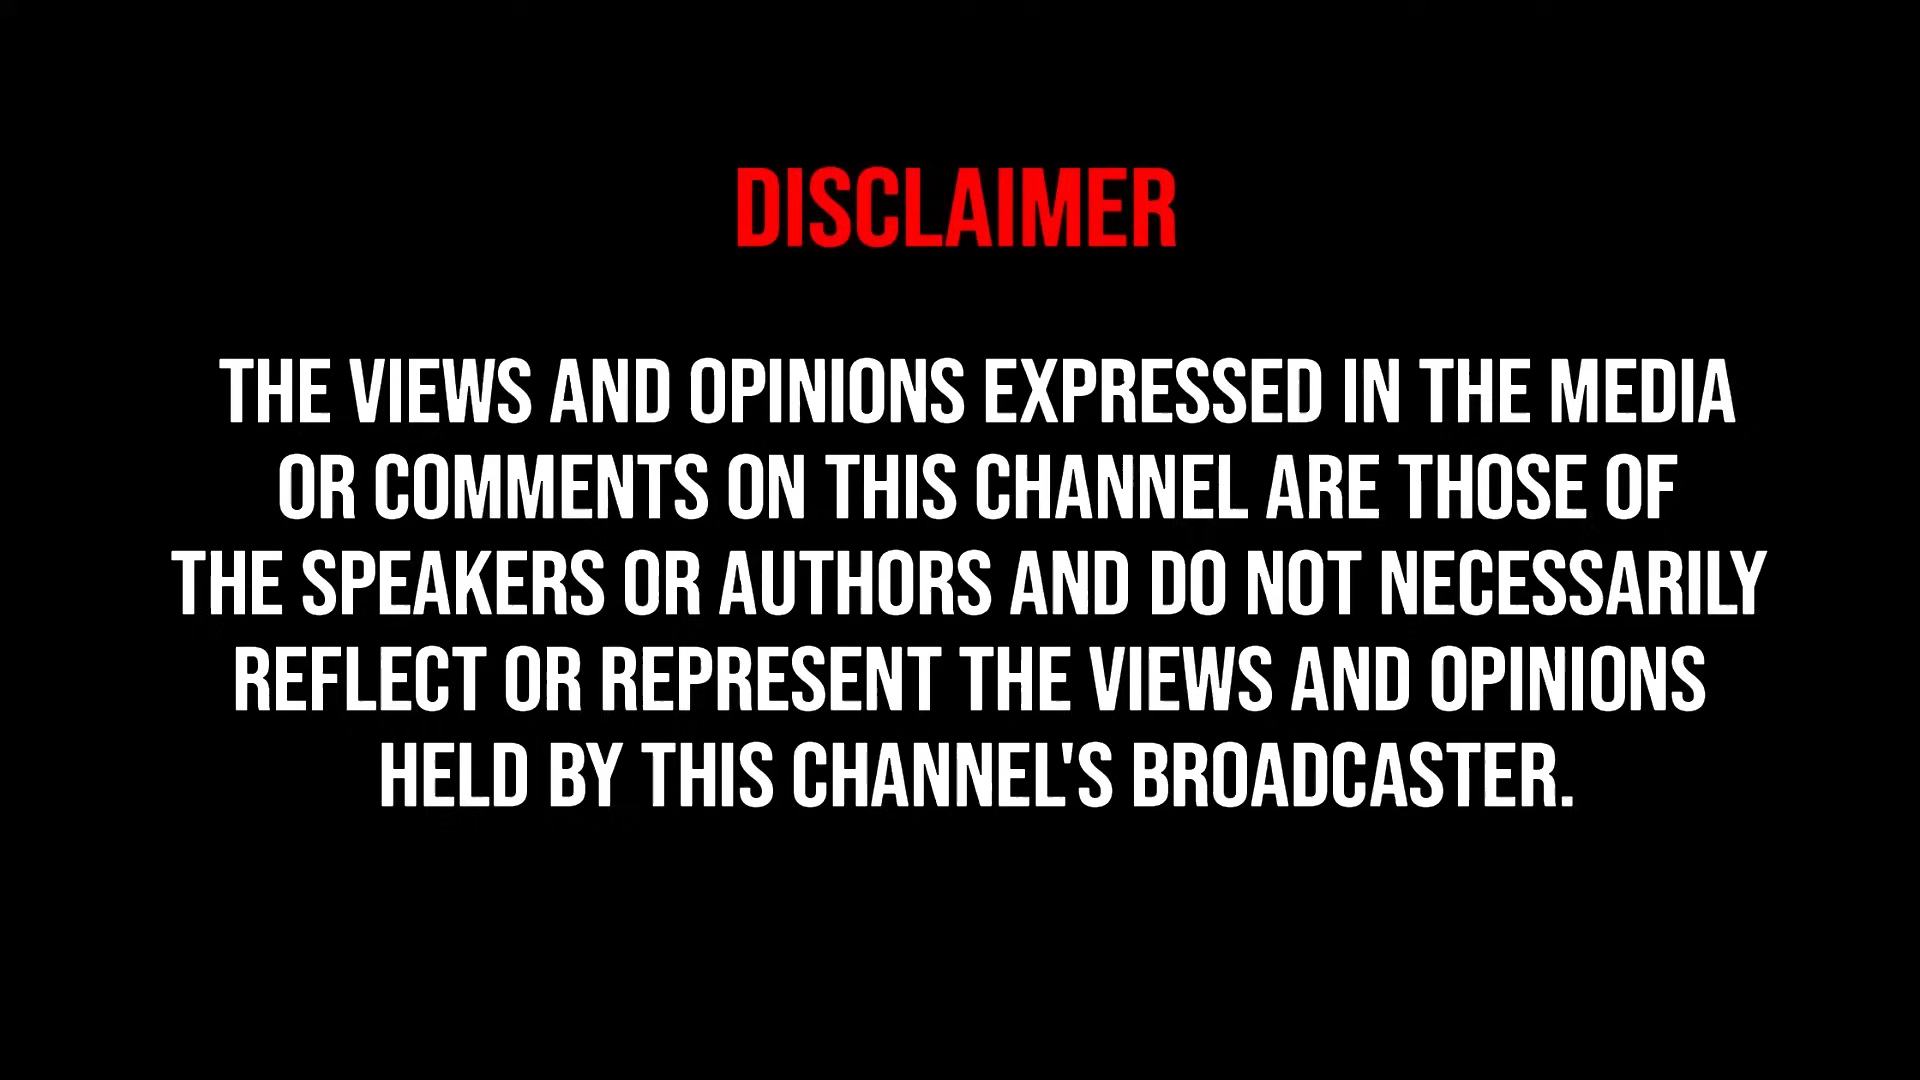 DISCLAIMER
THE VIEWS AND OPINIONS EXPRESSED IN THE MEDIA
OR COMMENTS ON THIS CHANNEL ARE THOSE OF
THE SPEAKERS OR AUTHORS AND DO NOT NECESSARILY
REFLECT OR REPRESENT THE VIEWS AND OPINIONS
HELD BY THIS CHANNEL'S BROADCASTER.